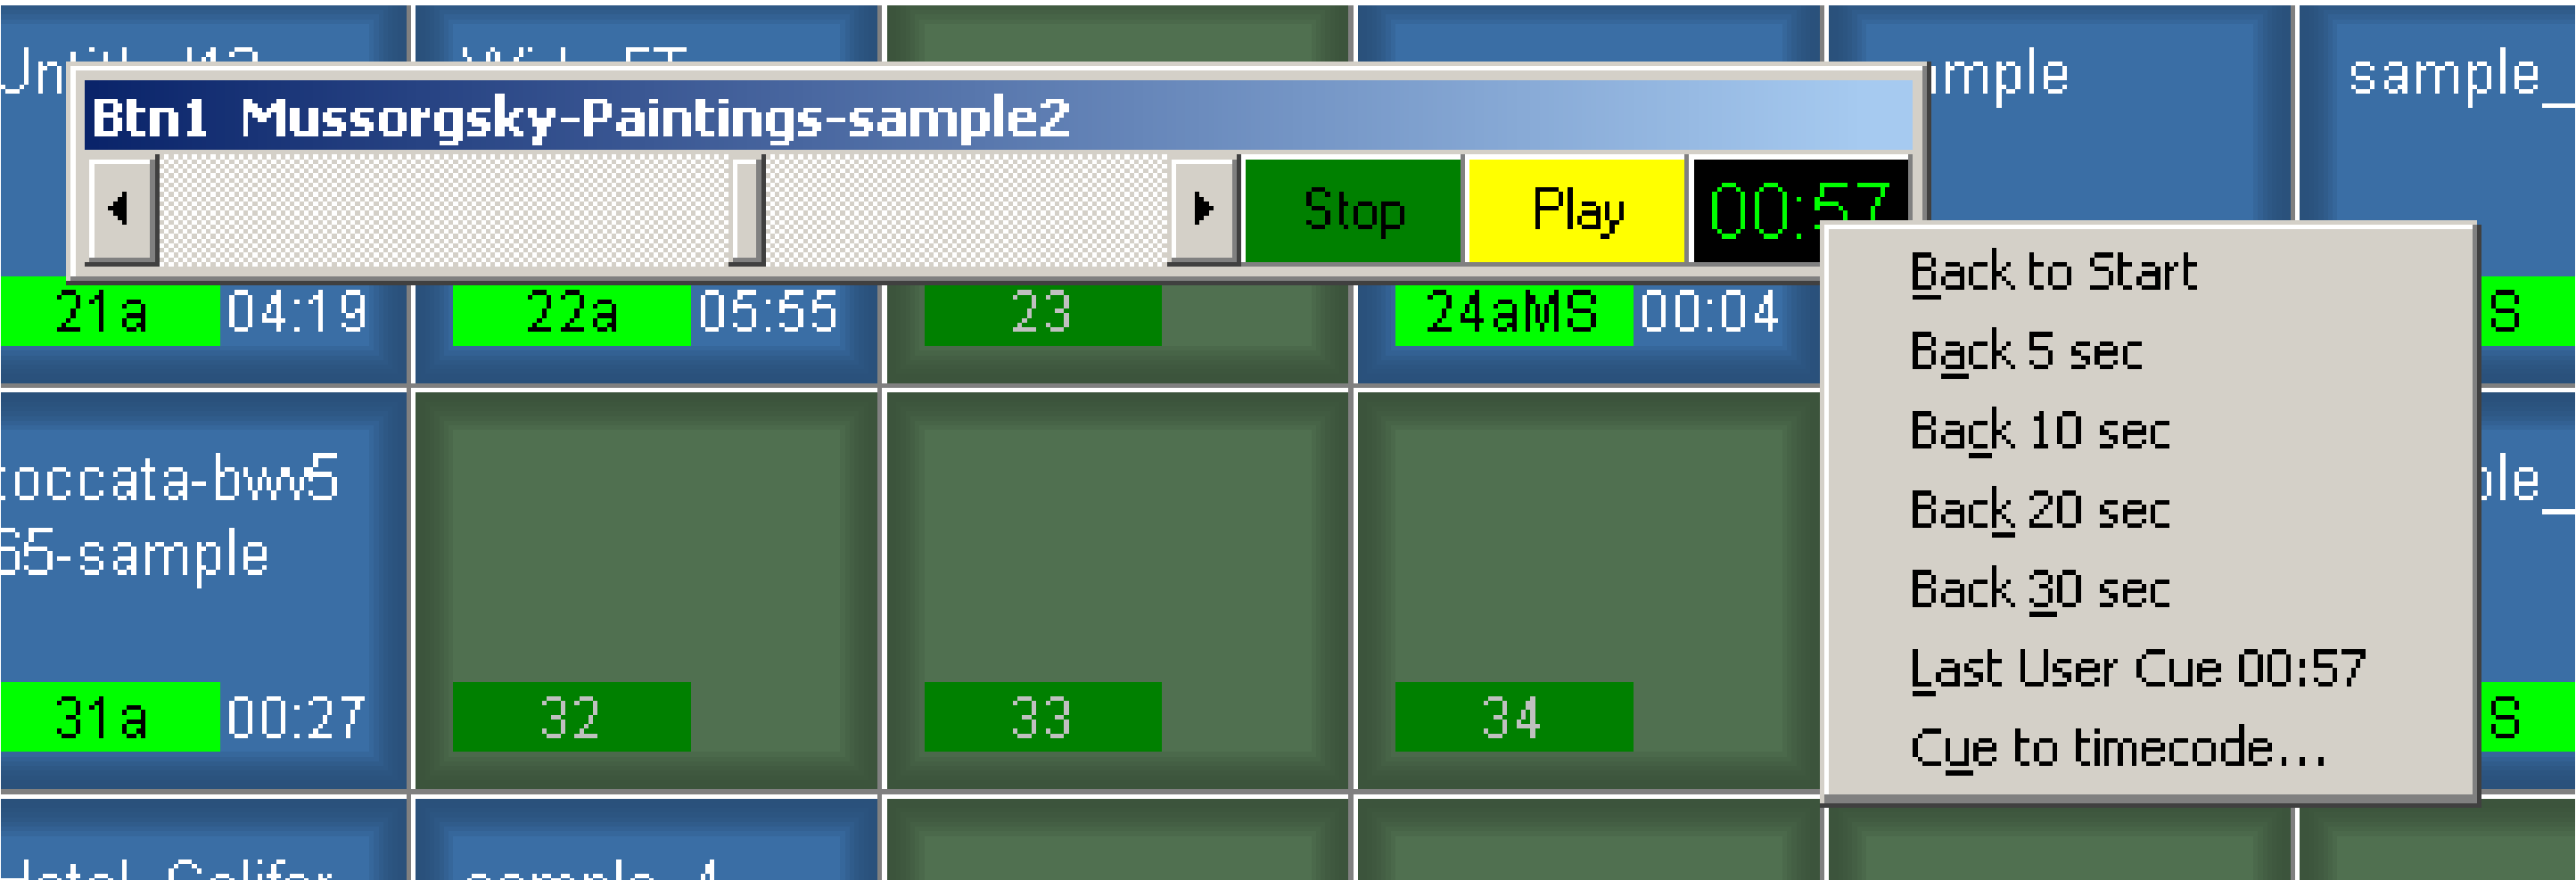 Btn1 Mussorgsky-Paintings-sample2
Stop Play 00:57
sample_
21a 04:19 22a 05:55 23 24aMS 00:04
Back to Start
Back 5 sec
Back 10 sec
Back 20 sec
Back 30 sec
Last User Cue 00:57
Cue to timecode...
toccata-bwv5
65-sample
31a 00:27 32 33 34